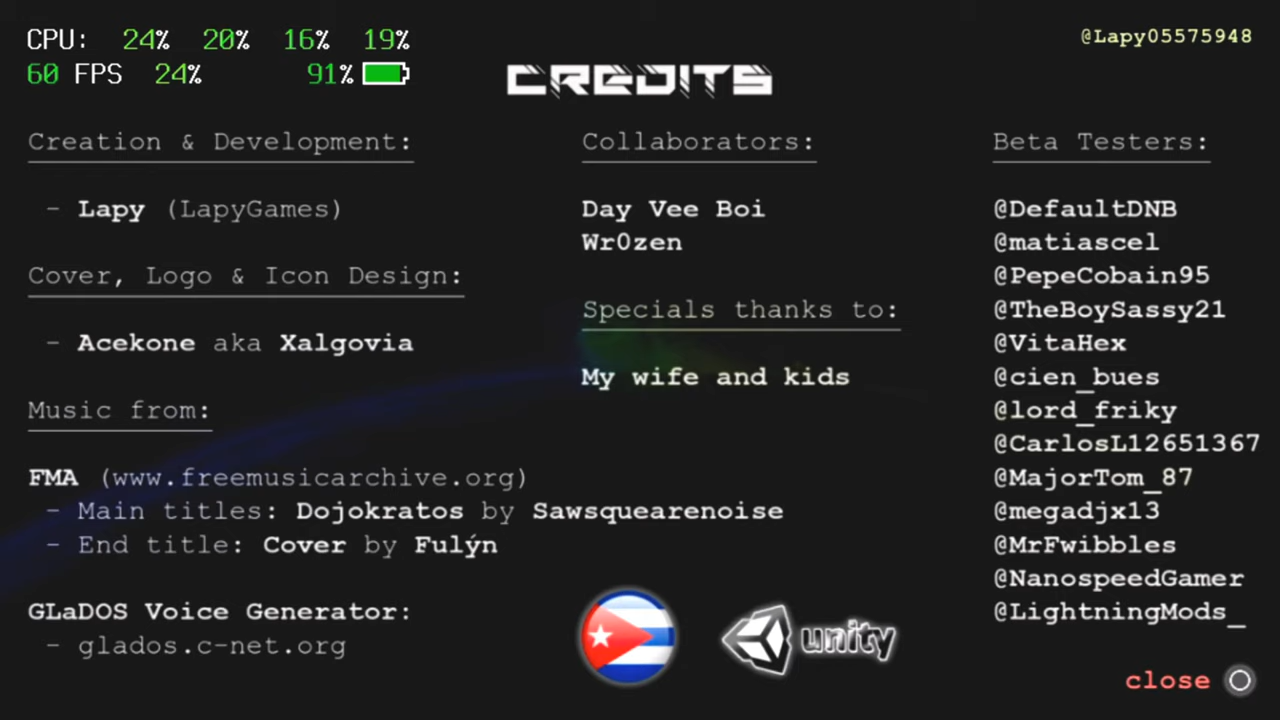 CPU: 24% 20% 16% 19%
60 FPS 24% 91%
@Lapy05575948
CREDITS
Creation & Development:
- Lapy (LapyGames)
Cover, Logo & Icon Design:
- Acekone aka Xalgovia
Music from:
FMA (www.freemusicarchive.org)
- Main titles: Dojokratos by Sawsquearenoise
- End title: Cover by Fulýn
GLaDOS Voice Generator:
- glados.c-net.org
Collaborators:
Day Vee Boi
Wr0zen
Specials thanks to:
My wife and kids
unity
Beta Testers:
@DefaultDNB
@matiascel
@PepeCobain95
@TheBoySassy21
@VitaHex
@cien_bues
@lord_friky
@CarlosL12651367
@MajorTom_87
@megadjx13
@MrFwibbles
@NanospeedGamer
@LightningMods_
close